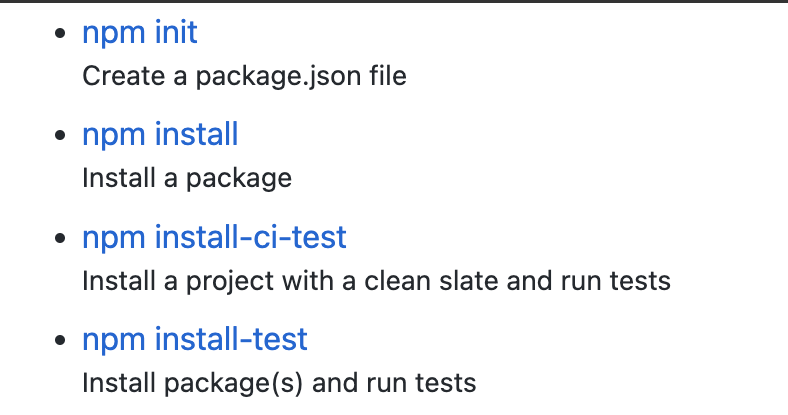 npm init
Create a package.json file
npm install
Install a package
npm install-ci-test
Install a project with a clean slate and run tests
npm install-test
Install package(s) and run tests